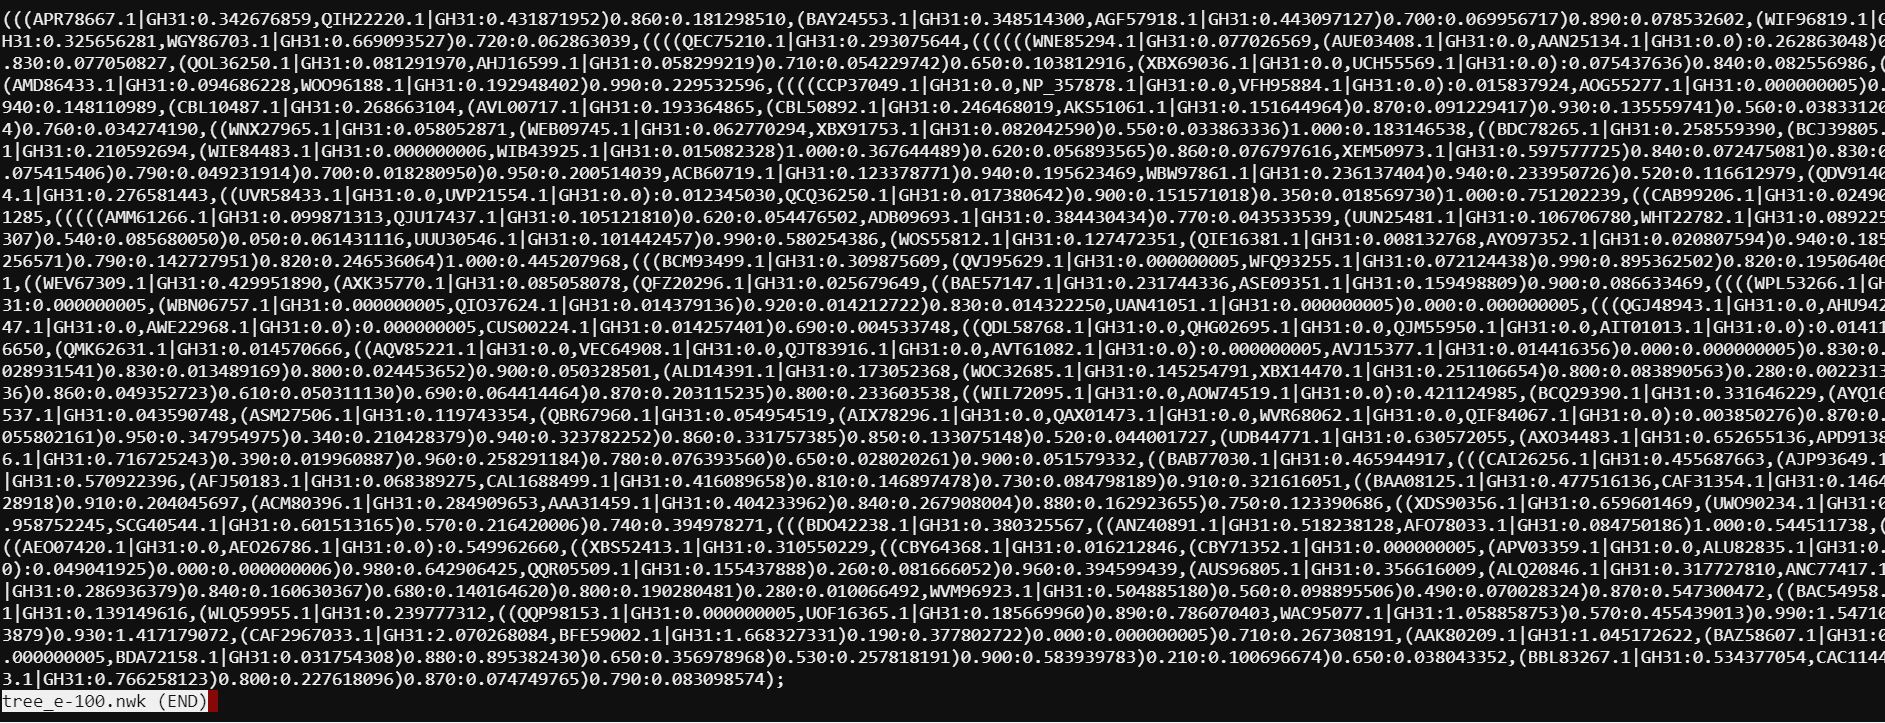 (((APR78667.1|GH31:0.342676859,QIH22220.1|GH31:0.431871952)0.860:0.181298510,(BAY24553.1|GH31:0.348514300,AGF57918.1|GH31:0.443097127)0.700:0.069956717)0.890:0.078532602,(WIF96819.1|G
H31:0.325656281,WGY86703.1|GH31:0.669093527)0.720:0.062863039,((((QEC75210.1|GH31:0.293075644,((((((WNE85294.1|GH31:0.077026569,(AUE03408.1|GH31:0.0,AAN25134.1|GH31:0.0):0.262863048)0
.830:0.077050827,(QOL36250.1|GH31:0.081291970,AHJ16599.1|GH31:0.058299219)0.710:0.054229742)0.650:0.103812916,(XBX69036.1|GH31:0.0,UCH55569.1|GH31:0.0):0.075437636)0.840:0.082556986,(
(AMD86433.1|GH31:0.094686228,WOO96188.1|GH31:0.192948402)0.990:0.229532596,((((CCP37049.1|GH31:0.0,NP_357878.1|GH31:0.0,VFH95884.1|GH31:0.0):0.015837924,AOG55277.1|GH31:0.000000005)0.
940:0.148110989,(CBL10487.1|GH31:0.268663104,(AVL00717.1|GH31:0.193364865,(CBL50892.1|GH31:0.246468019,AKS51061.1|GH31:0.151644964)0.870:0.091229417)0.930:0.135559741)0.560:0.03833120
4)0.760:0.034274190,((WNX27965.1|GH31:0.058052871,(WEB09745.1|GH31:0.062770294,XBX91753.1|GH31:0.082042590)0.550:0.033863336)1.000:0.183146538,((BDC78265.1|GH31:0.258559390,(BCJ39805.
1|GH31:0.210592694,(WIE84483.1|GH31:0.000000006,WIB43925.1|GH31:0.015082328)1.000:0.367644489)0.620:0.056893565)0.860:0.076797616,XEM50973.1|GH31:0.597577725)0.840:0.072475081)0.830:0
.075415406)0.790:0.049231914)0.700:0.018280950)0.950:0.200514039,ACB60719.1|GH31:0.123378771)0.940:0.195623469,WBW97861.1|GH31:0.236137404)0.940:0.233950726)0.520:0.116612979,(QDV9140
4.1|GH31:0.276581443,((UVR58433.1|GH31:0.0,UVP21554.1|GH31:0.0):0.012345030,QCQ36250.1|GH31:0.017380642)0.900:0.151571018)0.350:0.018569730)1.000:0.751202239,((CAB99206.1|GH31:0.02490
1285,(((((AMM61266.1|GH31:0.099871313,QJU17437.1|GH31:0.105121810)0.620:0.054476502,ADB09693.1|GH31:0.384430434)0.770:0.043533539,(UUN25481.1|GH31:0.106706780,WHT22782.1|GH31:0.089225
307)0.540:0.085680050)0.050:0.061431116,UUU30546.1|GH31:0.101442457)0.990:0.580254386,(WOS55812.1|GH31:0.127472351,(QIE16381.1|GH31:0.008132768,AYO97352.1|GH31:0.020807594)0.940:0.185
256571)0.790:0.142727951)0.820:0.246536064)1.000:0.445207968,(((BCM93499.1|GH31:0.309875609,(QVJ95629.1|GH31:0.000000005,WFQ93255.1|GH31:0.072124438)0.990:0.895362502)0.820:0.19506406
1,((WEV67309.1|GH31:0.429951890,(AXK35770.1|GH31:0.085058078,(QFZ20296.1|GH31:0.025679649,((BAE57147.1|GH31:0.231744336,ASE09351.1|GH31:0.159498809)0.900:0.086633469,((((WPL53266.1|GH
31:0.000000005,(WBN06757.1|GH31:0.000000005,QIO37624.1|GH31:0.014379136)0.920:0.014212722)0.830:0.014322250,UAN41051.1|GH31:0.000000005)0.000:0.000000005,(((QGJ48943.1|GH31:0.0,AHU942
47.1|GH31:0.0,AWE22968.1|GH31:0.0):0.000000005,CUS00224.1|GH31:0.014257401)0.690:0.004533748,((QDL58768.1|GH31:0.0,QHG02695.1|GH31:0.0,QJM55950.1|GH31:0.0,AIT01013.1|GH31:0.0):0.01411
6650,(QMK62631.1|GH31:0.014570666,((AQV85221.1|GH31:0.0,VEC64908.1|GH31:0.0,QJT83916.1|GH31:0.0,AVT61082.1|GH31:0.0):0.000000005,AVJ15377.1|GH31:0.014416356)0.000:0.000000005)0.830:0.
028931541)0.830:0.013489169)0.800:0.024453652)0.900:0.050328501,(ALD14391.1|GH31:0.173052368,(WOC32685.1|GH31:0.145254791,XBX14470.1|GH31:0.251106654)0.800:0.083890563)0.280:0.0022313
36)0.860:0.049352723)0.610:0.050311130)0.690:0.064414464)0.870:0.203115235)0.800:0.233603538,((WIL72095.1|GH31:0.0,AOW74519.1|GH31:0.0):0.421124985,(BCQ29390.1|GH31:0.331646229,(AYQ16
537.1|GH31:0.043590748,(ASM27506.1|GH31:0.119743354,(QBR67960.1|GH31:0.054954519,(AIX78296.1|GH31:0.0,QAX01473.1|GH31:0.0,WVR68062.1|GH31:0.0,QIF84067.1|GH31:0.0):0.003850276)0.870:0.
055802161)0.950:0.347954975)0.340:0.210428379)0.940:0.323782252)0.860:0.331757385)0.850:0.133075148)0.520:0.044001727,(UDB44771.1|GH31:0.630572055,(AXO34483.1|GH31:0.652655136,APD9138
6.1|GH31:0.716725243)0.390:0.019960887)0.960:0.258291184)0.780:0.076393560)0.650:0.028020261)0.900:0.051579332,((BAB77030.1|GH31:0.465944917,(((CAI26256.1|GH31:0.455687663,(AJP93649.1
|GH31:0.570922396,(AFJ50183.1|GH31:0.068389275,CAL1688499.1|GH31:0.416089658)0.810:0.146897478)0.730:0.084798189)0.910:0.321616051,((BAA08125.1|GH31:0.477516136,CAF31354.1|GH31:0.1464
28918)0.910:0.204045697,(ACM80396.1|GH31:0.284909653,AAA31459.1|GH31:0.404233962)0.840:0.267908004)0.880:0.162923655)0.750:0.123390686,((XDS90356.1|GH31:0.659601469,(UWO90234.1|GH31:0
.958752245,SCG40544.1|GH31:0.601513165)0.570:0.216420006)0.740:0.394978271,(((BDO42238.1|GH31:0.380325567,((ANZ40891.1|GH31:0.518238128,AFO78033.1|GH31:0.084750186)1.000:0.544511738,(
((AEO07420.1|GH31:0.0,AEO26786.1|GH31:0.0):0.549962660,((XBS52413.1|GH31:0.310550229,((CBY64368.1|GH31:0.016212846,(CBY71352.1|GH31:0.000000005,(APV03359.1|GH31:0.0,ALU82835.1|GH31:0.
0):0.049041925)0.000:0.000000006)0.980:0.642906425,QQR05509.1|GH31:0.155437888)0.260:0.081666052)0.960:0.394599439,(AUS96805.1|GH31:0.356616009,(ALQ20846.1|GH31:0.317727810,ANC77417.1
|GH31:0.286936379)0.840:0.160630367)0.680:0.140164620)0.800:0.190280481)0.280:0.010066492,WVM96923.1|GH31:0.504885180)0.560:0.098895506)0.490:0.070028324)0.870:0.547300472,((BAC54958.
1|GH31:0.139149616,(WLQ59955.1|GH31:0.239777312,((QQP98153.1|GH31:0.000000005,UOF16365.1|GH31:0.185669960)0.890:0.786070403,WAC95077.1|GH31:1.058858753)0.570:0.455439013)0.990:1.54710
3879)0.930:1.417179072,(CAF2967033.1|GH31:2.070268084,BFE59002.1|GH31:1.668327331)0.190:0.377802722)0.000:0.000000005)0.710:0.267308191,(AAK80209.1|GH31:1.045172622,(BAZ58607.1|GH31:0
.000000005,BDA72158.1|GH31:0.031754308)0.880:0.895382430)0.650:0.356978968)0.530:0.257818191)0.900:0.583939783)0.210:0.100696674)0.650:0.038043352,(BBL83267.1|GH31:0.534377054,CAC1144
3.1|GH31:0.766258123)0.800:0.227618096)0.870:0.074749765)0.790:0.083098574);
tree_e-100.nwk (END)